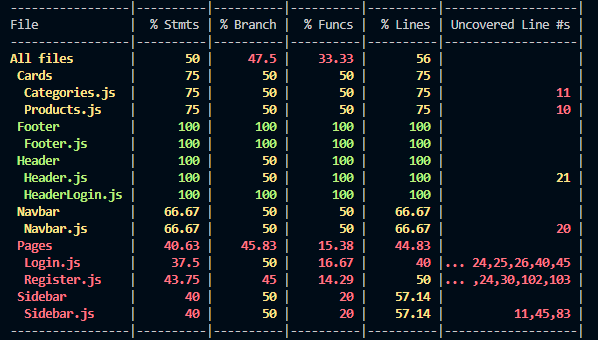 File | % Stmts | % Branch | % Funcs | % Lines | Uncovered Line #s |
All files | 50 | 47.5 | 33.33 | 56 | |
Cards | 75 | 50 | 50 | 75 | |
Categories.js | 75 | 50 | 50 | 75 | 11 |
Products.js | 75 | 50 | 50 | 75 | 10 |
Footer | 100 | 100 | 100 | 100 | |
Footer.js | 100 | 100 | 100 | 100 | |
Header | 100 | 50 | 100 | 100 | |
Header.js | 100 | 50 | 100 | 100 | 21 |
HeaderLogin.js | 100 | 100 | 100 | 100 | |
Navbar | 66.67 | 50 | 50 | 66.67 | |
Navbar.js | 66.67 | 50 | 50 | 66.67 | 20 |
Pages | 40.63 | 45.83 | 15.38 | 44.83 | |
Login.js | 37.5 | 50 | 16.67 | 40 |... 24,25,26,40,45 |
Register.js | 43.75 | 45 | 14.29 | 50 |... ,24,30,102,103 |
Sidebar | 40 | 50 | 20 | 57.14 | |
Sidebar.js | 40 | 50 | 20 | 57.14 | 11,45,83 |